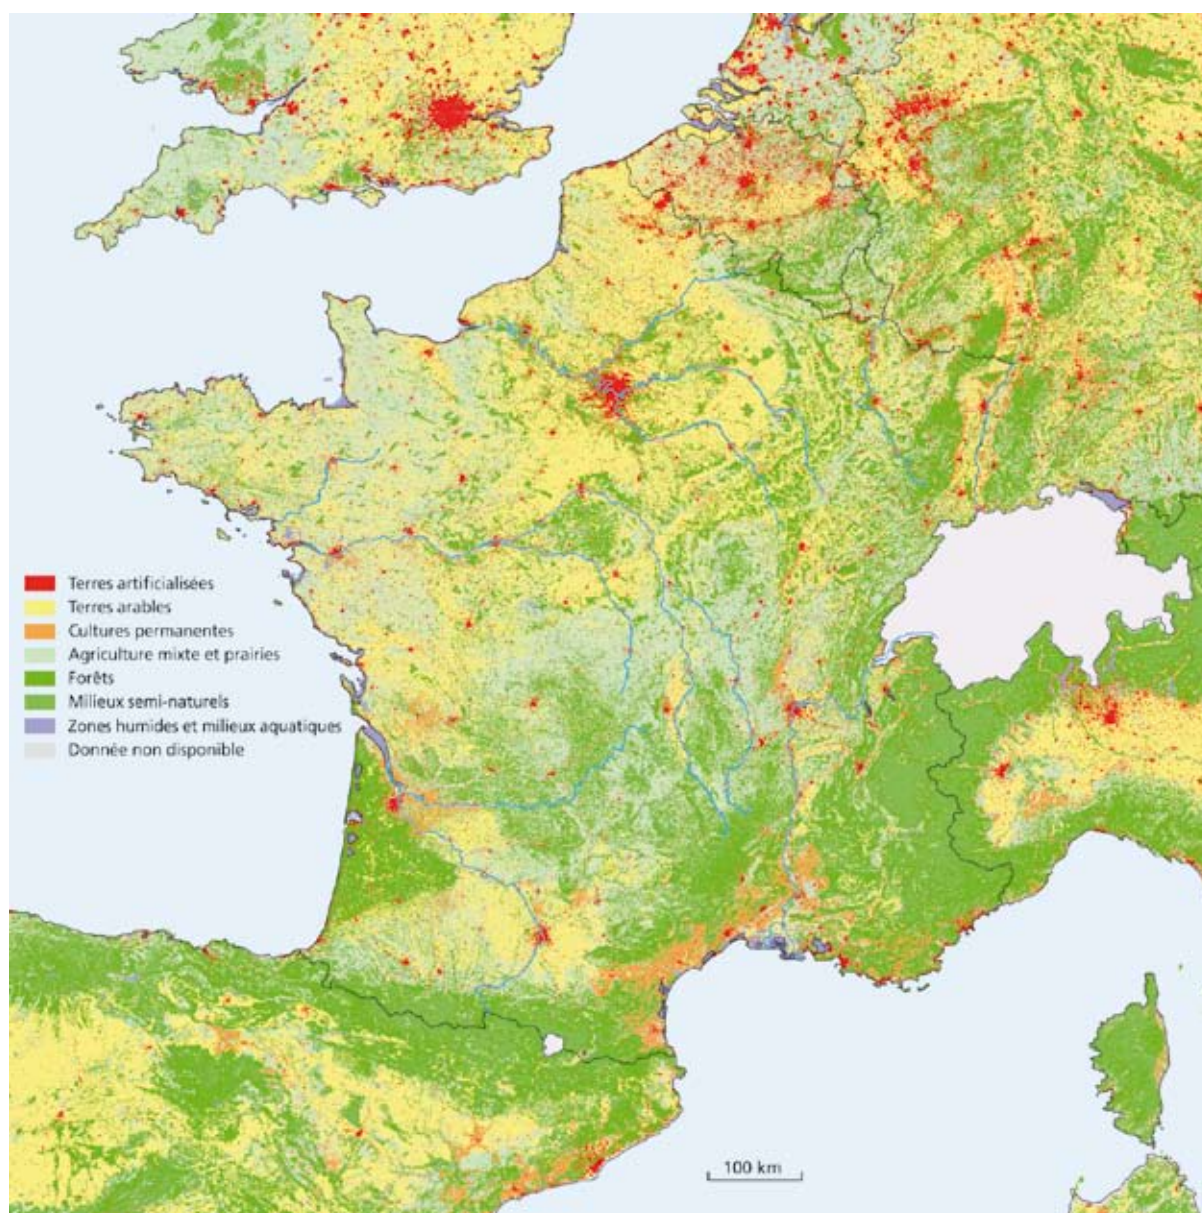 Terres artificialisées
Terres arables
Cultures permanentes
Agriculture mixte et prairies
Forêts
Milieux semi-naturels
Zones humides et milieux aquatiques
Donnée non disponible
100 km